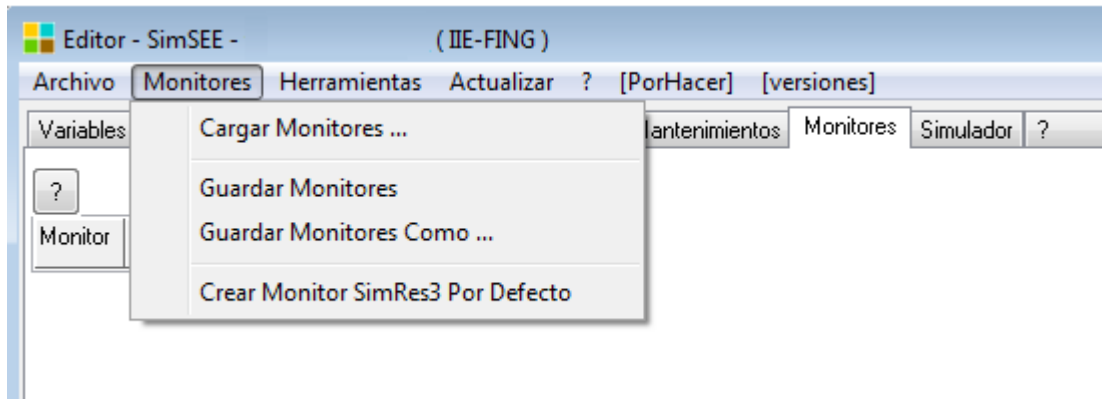 Editor - SimSEE - ( IIE-FING )
Archivo Monitores Herramientas Actualizar ? [PorHacer] [versiones]
Variables Monitores Simulador ?
Cargar Monitores ...
?
Guardar Monitores
Monitor
Guardar Monitores Como ...
Crear Monitor SimRes3 Por Defecto